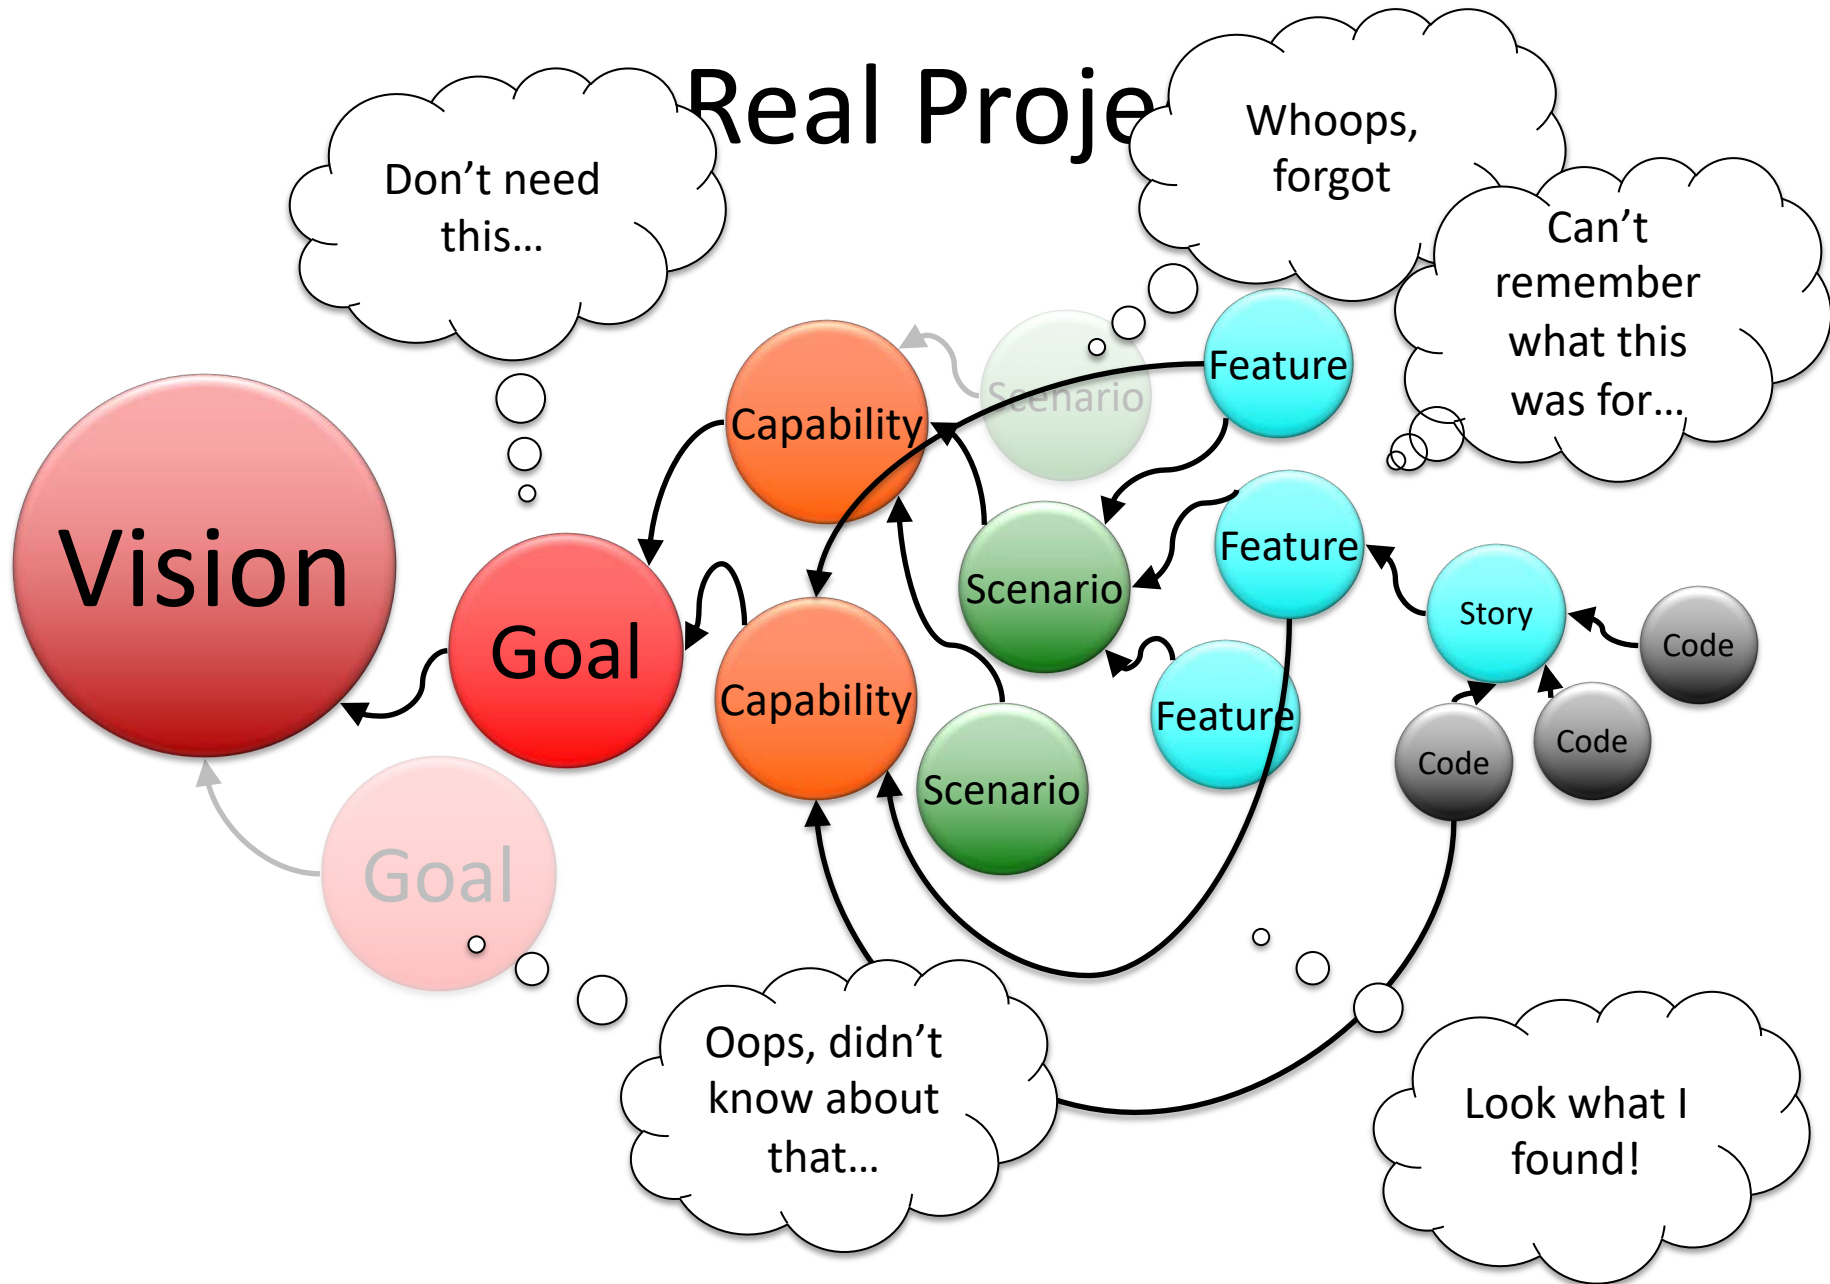 Real Proje
Don’t need
this…
Whoops,
forgot
Can’t
remember
what this
was for…
Vision
Goal
Goal
Capability
Capability
Scenario
Scenario
Scenario
Feature
Feature
Feature
Story
Code
Code
Code
Oops, didn’t
know about
that…
Look what I
found!